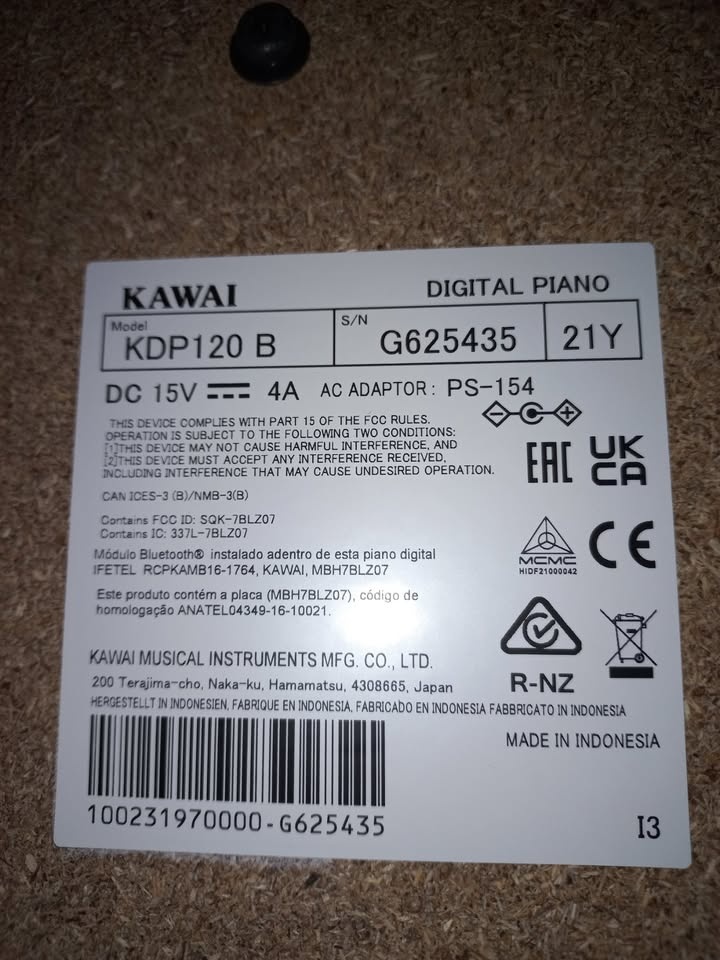 KAWAI
DIGITAL PIANO
Model
KDP120 B
S/N
G625435
21Y
DC 15V ⎓ 4A AC ADAPTOR: PS-154
THIS DEVICE COMPLIES WITH PART 15 OF THE FCC RULES.
OPERATION IS SUBJECT TO THE FOLLOWING TWO CONDITIONS:
[1]THIS DEVICE MAY NOT CAUSE HARMFUL INTERFERENCE, AND
[2]THIS DEVICE MUST ACCEPT ANY INTERFERENCE RECEIVED,
INCLUDING INTERFERENCE THAT MAY CAUSE UNDESIRED OPERATION.
EAC
UK
CA
CAN ICES-3 (B)/NMB-3(B)
Contains FCC ID: SQK-7BLZ07
Contains IC: 337L-7BLZ07
MCMC
HIDF21000042
CE
Módulo Bluetooth® instalado adentro de esta piano digital
IFETEL RCPKAMB16-1764, KAWAI, MBH7BLZ07
Este produto contém a placa (MBH7BLZ07), código de
homologação ANATEL04349-16-10021.
R-NZ
KAWAI MUSICAL INSTRUMENTS MFG. CO., LTD.
200 Terajima-cho, Naka-ku, Hamamatsu, 4308665, Japan
HERGESTELLT IN INDONESIEN, FABRIQUE EN INDONESIA, FABRICADO EN INDONESIA FABBRICATO IN INDONESIA
MADE IN INDONESIA
100231970000-G625435
I3